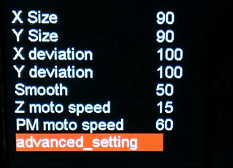 X Size 90
Y Size 90
X deviation 100
Y deviation 100
Smooth 50
Z moto speed 15
PM moto speed 60
advanced_setting